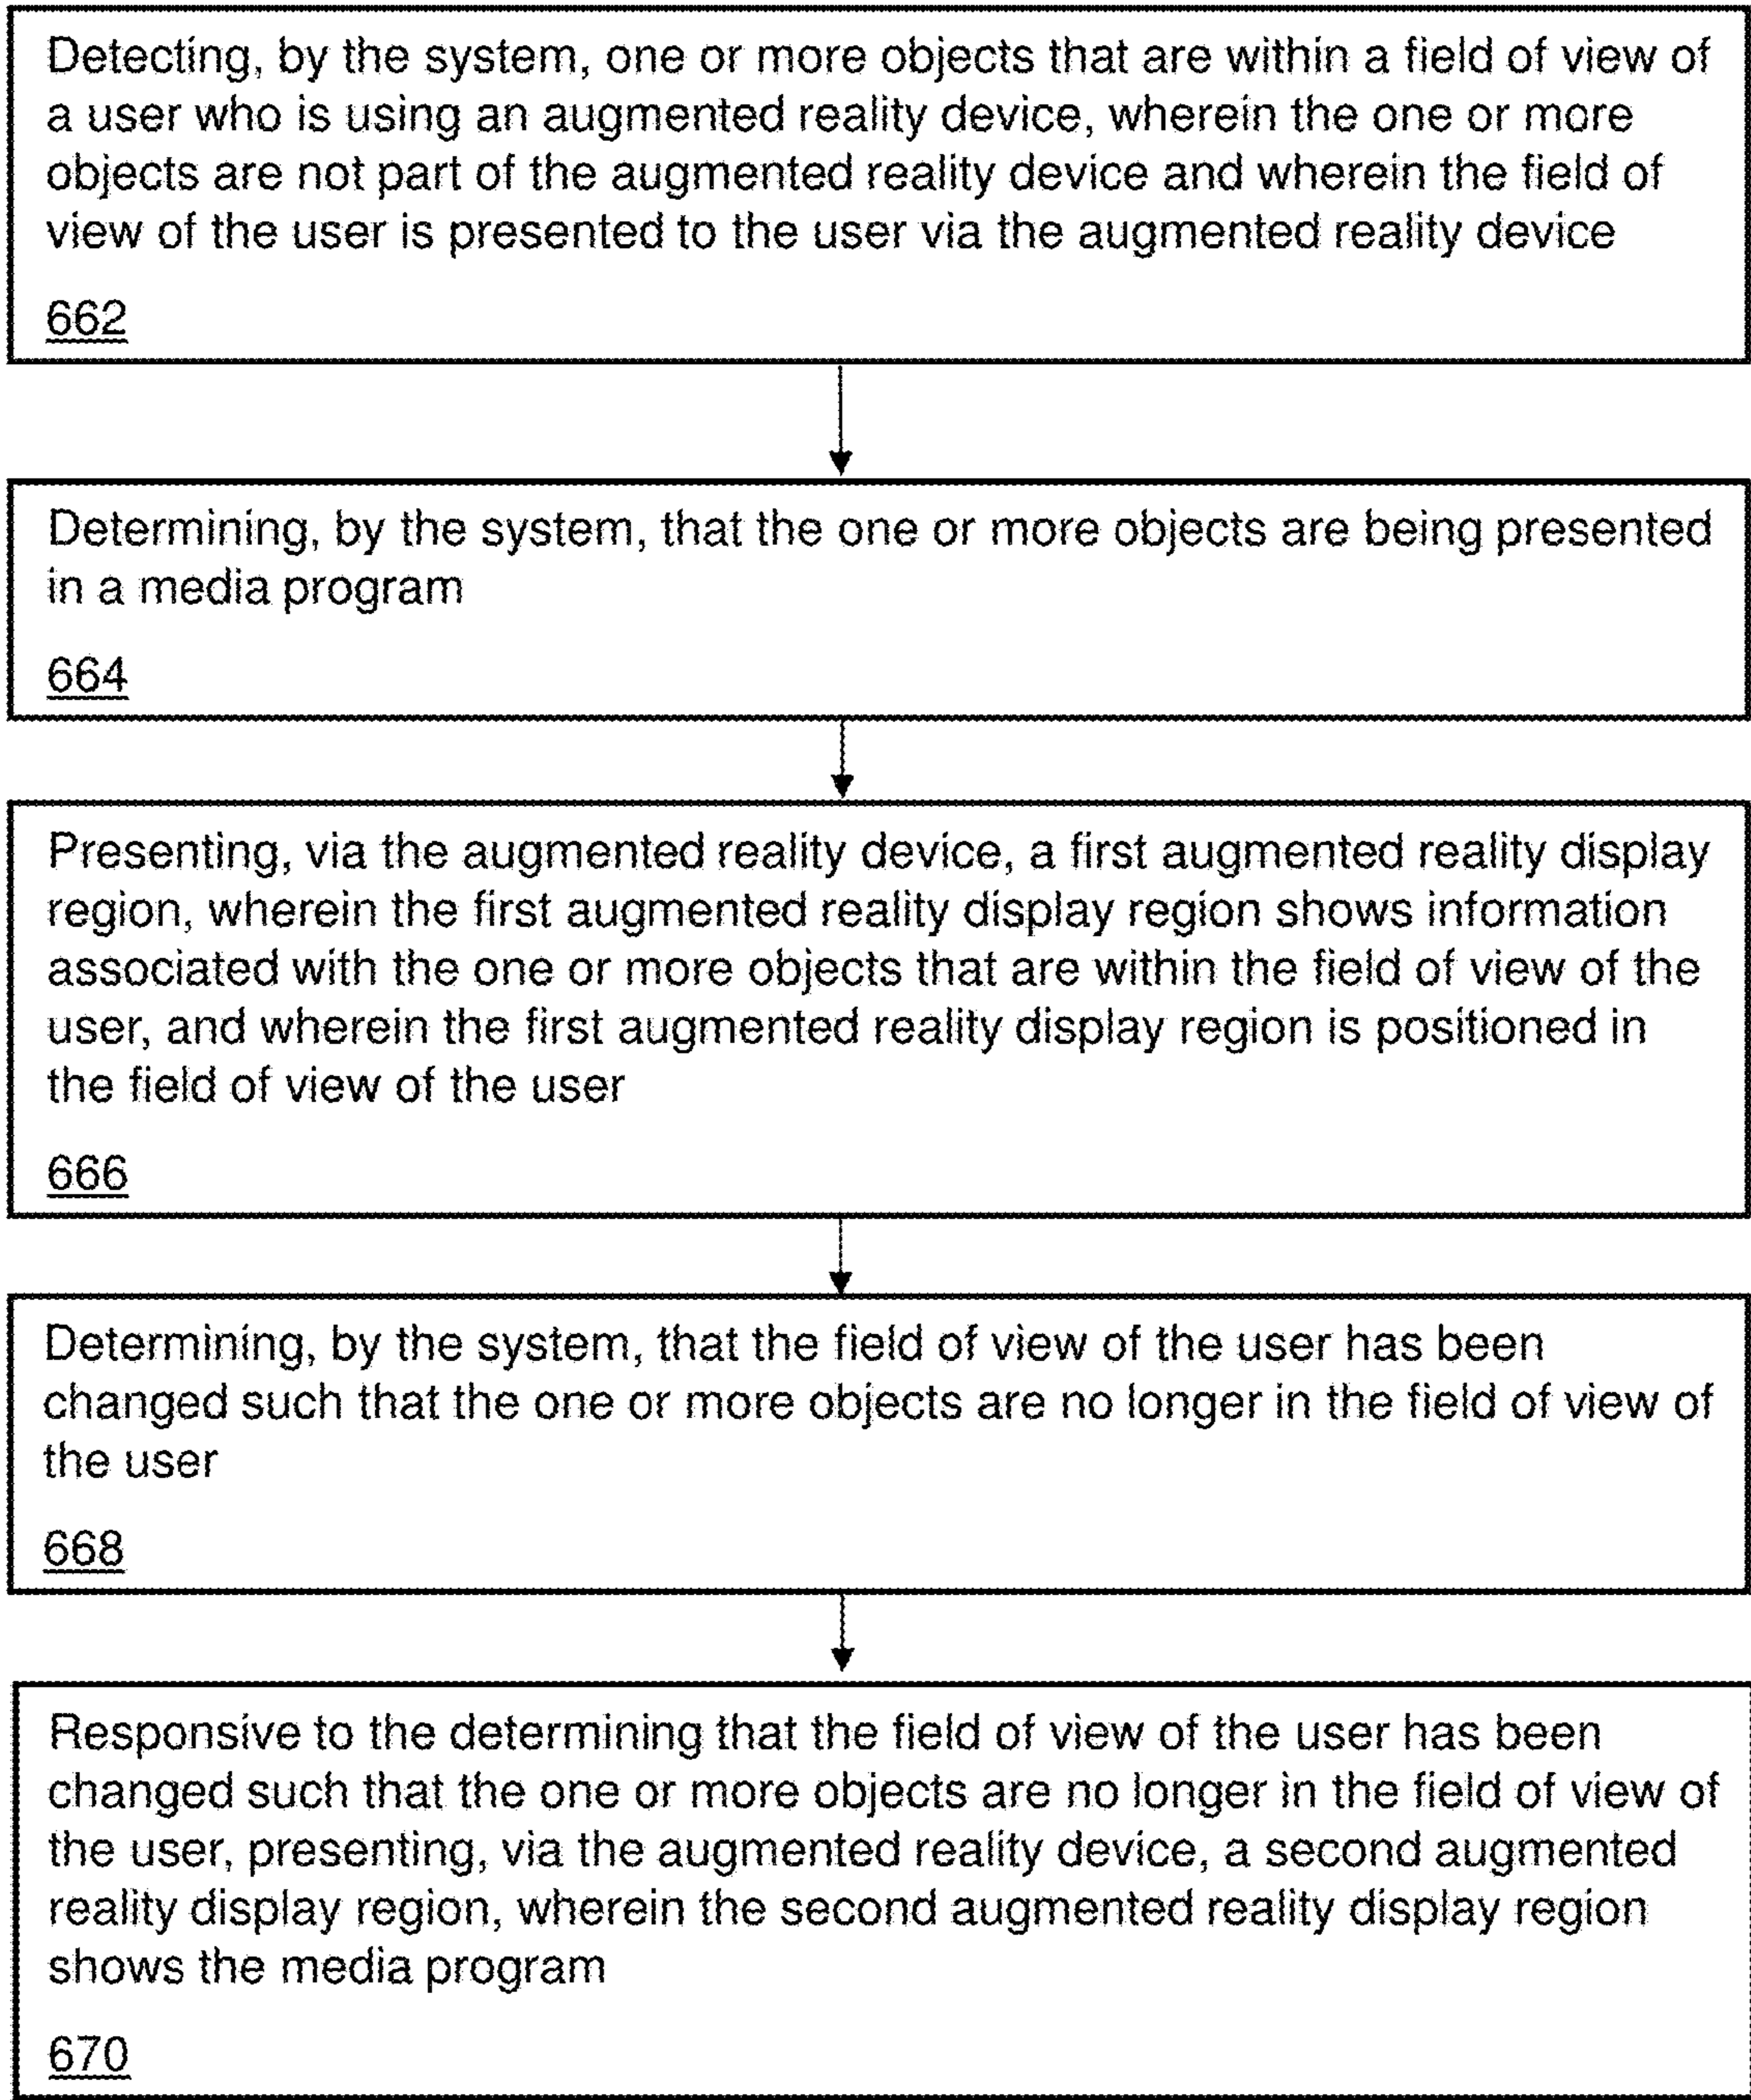 Detecting, by the system, one or more objects that are within a field of view of
a user who is using an augmented reality device, wherein the one or more
objects are not part of the augmented reality device and wherein the field of
view of the user is presented to the user via the augmented reality device
662
Determining, by the system, that the one or more objects are being presented
in a media program
664
Presenting, via the augmented reality device, a first augmented reality display
region, wherein the first augmented reality display region shows information
associated with the one or more objects that are within the field of view of the
user, and wherein the first augmented reality display region is positioned in
the field of view of the user
666
Determining, by the system, that the field of view of the user has been
changed such that the one or more objects are no longer in the field of view of
the user
668
Responsive to the determining that the field of view of the user has been
changed such that the one or more objects are no longer in the field of view of
the user, presenting, via the augmented reality device, a second augmented
reality display region, wherein the second augmented reality display region
shows the media program
670